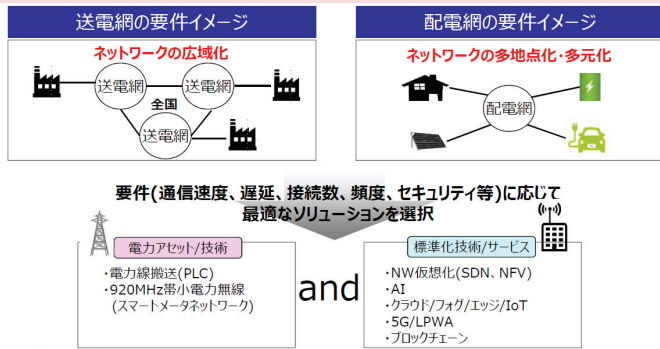 送電網の要件イメージ
ネットワークの広域化
送電網
送電網
全国
送電網
配電網の要件イメージ
ネットワークの多地点化・多元化
配電網
要件(通信速度、遅延、接続数、頻度、セキュリティ等)に応じて
最適なソリューションを選択
電力アセット/技術
・電力線搬送(PLC)
・920MHz帯小電力無線
(スマートメータネットワーク)
and
標準化技術/サービス
・NW仮想化(SDN、NFV)
・AI
・クラウド/フォグ/エッジ/IoT
・5G/LPWA
・ブロックチェーン